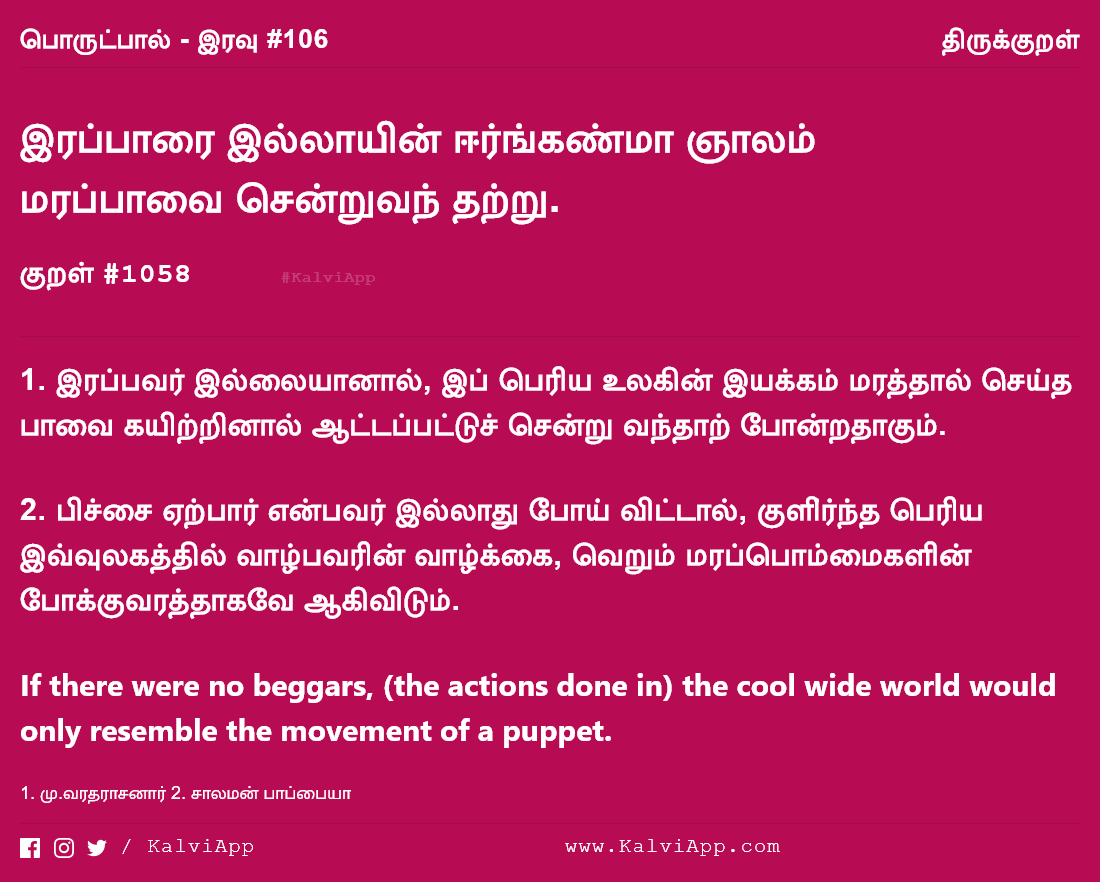 பொருட்பால் - இரவு #106
திருக்குறள்
இரப்பாரை இல்லாயின் ஈர்ங்கண்மா ஞாலம்
மரப்பாவை சென்றுவந் தற்று.
குறள் #1058
#KalviApp
1. இரப்பவர் இல்லையானால், இப் பெரிய உலகின் இயக்கம் மரத்தால் செய்த
பாவை கயிற்றினால் ஆட்டப்பட்டுச் சென்று வந்தாற் போன்றதாகும்.
2. பிச்சை ஏற்பார் என்பவர் இல்லாது போய் விட்டால், குளிர்ந்த பெரிய
இவ்வுலகத்தில் வாழ்பவரின் வாழ்க்கை, வெறும் மரப்பொம்மைகளின்
போக்குவரத்தாகவே ஆகிவிடும்.
If there were no beggars, (the actions done in) the cool wide world would
only resemble the movement of a puppet.
1. மு.வரதராசனார் 2. சாலமன் பாப்பையா
/ KalviApp
www.KalviApp.com